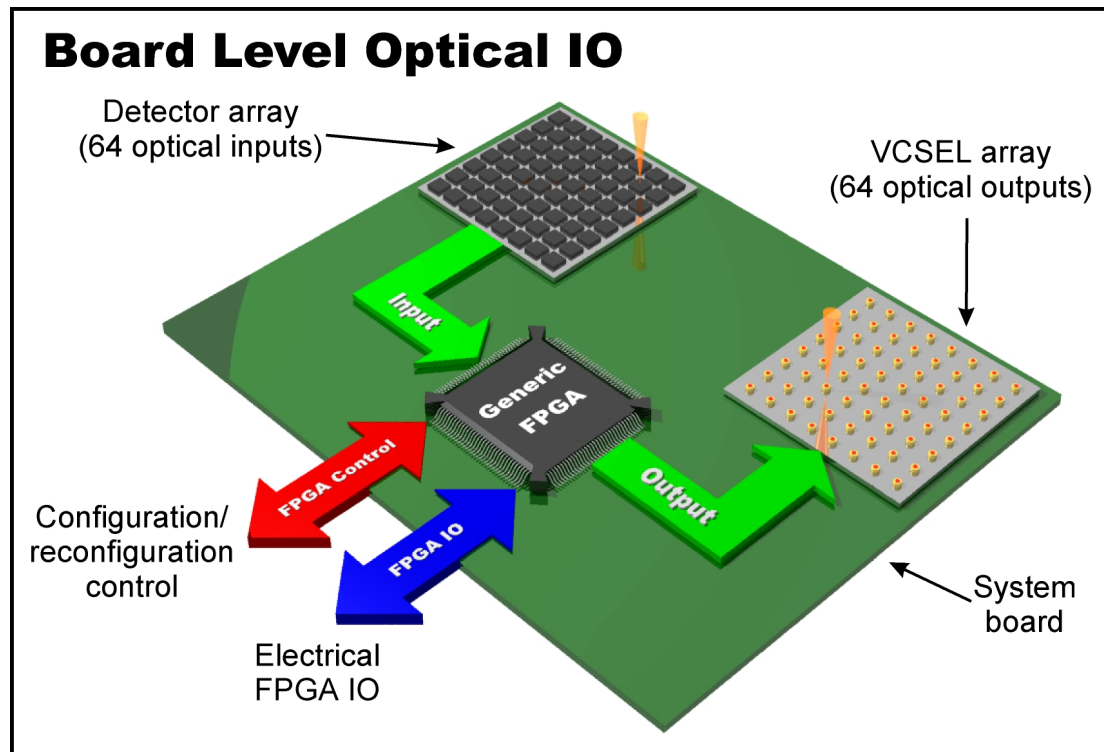 Board Level Optical IO
Detector array
(64 optical inputs)
VCSEL array
(64 optical outputs)
Input
Generic
FPGA
FPGA Control
Output
FPGA IO
Configuration/
reconfiguration
control
System
board
Electrical
FPGA IO